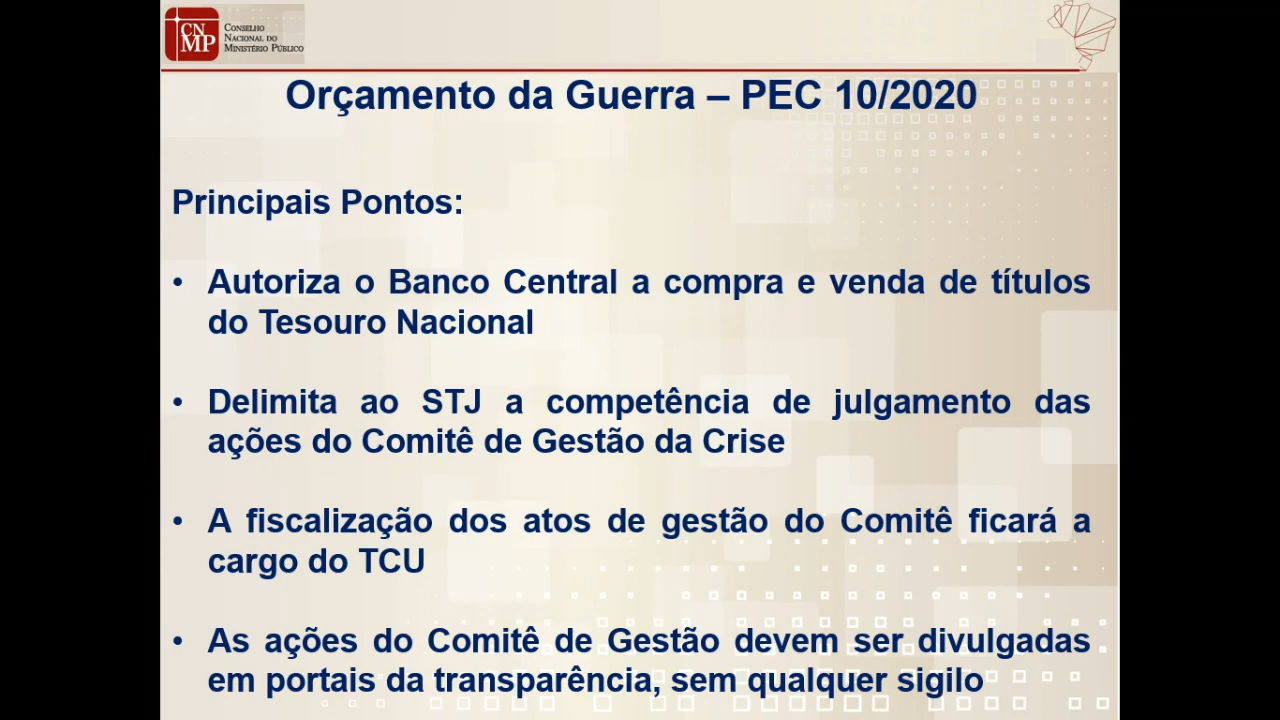 CN
MP
CONSELHO
NACIONAL DO
MINISTÉRIO PÚBLICO
Orçamento da Guerra – PEC 10/2020
Principais Pontos:
• Autoriza o Banco Central a compra e venda de títulos
do Tesouro Nacional
• Delimita ao STJ a competência de julgamento das
ações do Comitê de Gestão da Crise
• A fiscalização dos atos de gestão do Comitê ficará a
cargo do TCU
• As ações do Comitê de Gestão devem ser divulgadas
em portais da transparência, sem qualquer sigilo